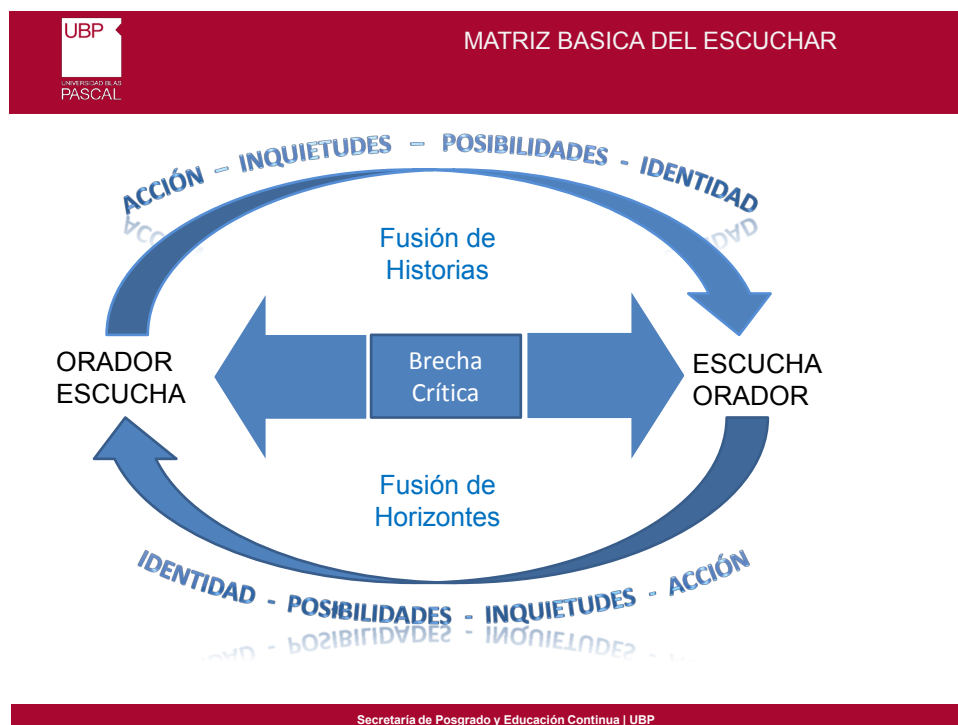 UBP
UNIVERSIDAD BLAS
PASCAL
MATRIZ BASICA DEL ESCUCHAR
ACCIÓN – INQUIETUDES – POSIBILIDADES - IDENTIDAD
Fusión de
Historias
ORADOR
ESCUCHA
Brecha
Crítica
ESCUCHA
ORADOR
Fusión de
Horizontes
IDENTIDAD - POSIBILIDADES - INQUIETUDES - ACCIÓN
Secretaría de Posgrado y Educación Continua | UBP